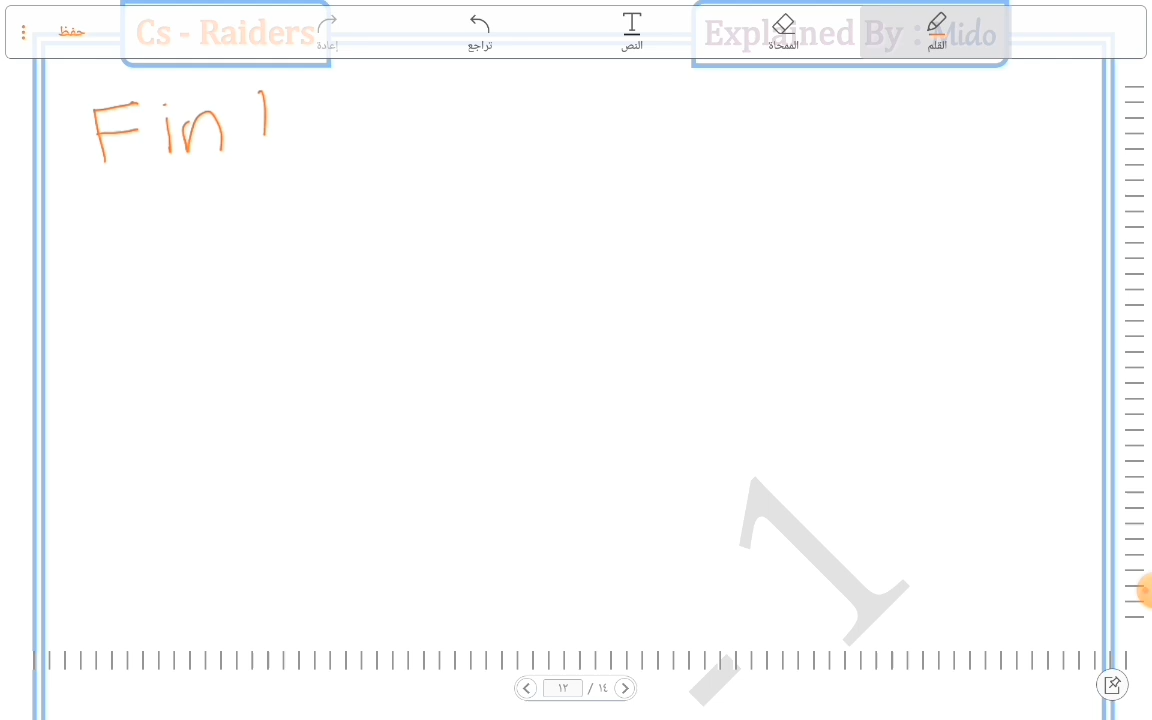 حفظ Cs - Raiders إعادة تراجع النص Explained By : Mido الممحاة القلم
Fin l
- 1
١٢ / ١٤